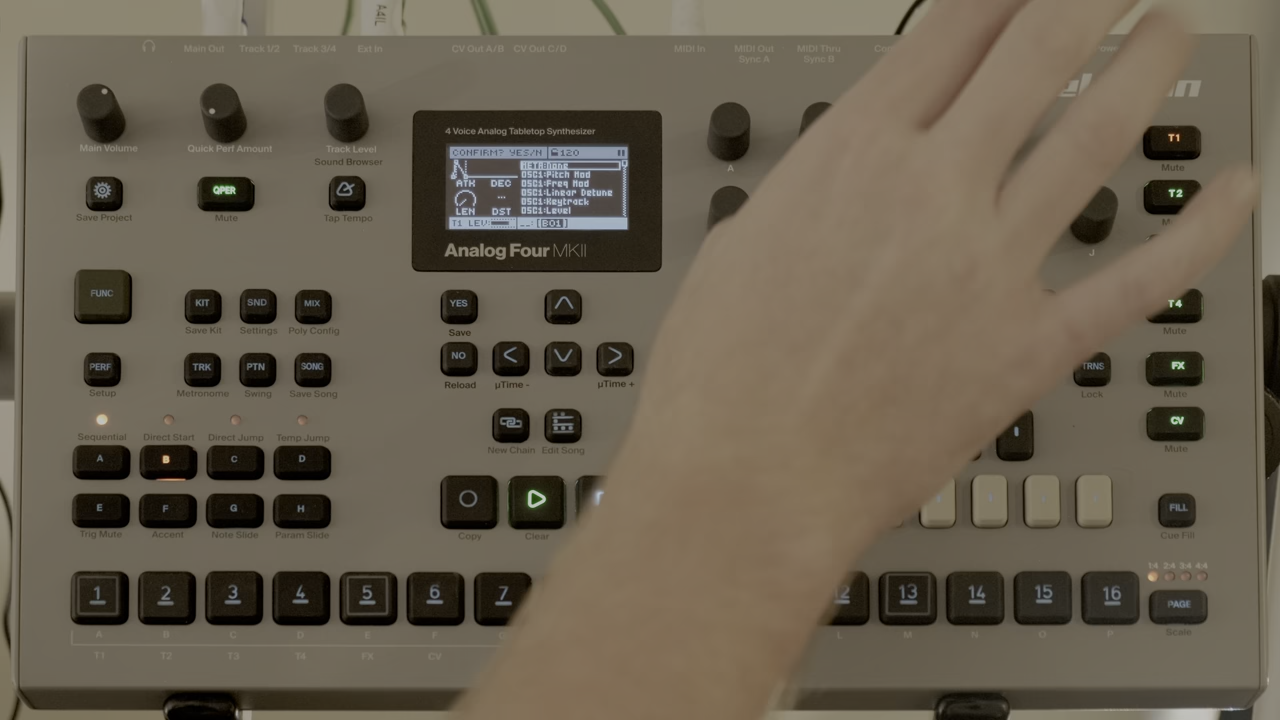 A4IL
Main Out Track 1/2 Track 3/4 Ext In CV Out A/B CV Out C/D MIDI In MIDI Out MIDI Thru
Sync A Sync B
Main Volume Quick Perf Amount Track Level
Sound Browser
4 Voice Analog Tabletop Synthesizer
CONFIRM? YES/N 120
META:None
OSC1:Pitch Mod
OSC1:Freq Mod
OSC1:Linear Detune
OSC1:Keytrack
OSC1:Level
ATK DEC
LEN DST
T1 LEV: [B01]
Analog Four MKII
A
J
T1
Mute
T2
T4
Mute
QPER
Save Project Mute Tap Tempo
FUNC
KIT SND MIX
Save Kit Settings Poly Config
YES
Save
PERF TRK PTN SONG
Setup Metronome Swing Save Song
NO
Reload µTime - µTime +
TRNS
Lock
FX
Mute
CV
Mute
Sequential Direct Start Direct Jump Temp Jump
A B C D
New Chain Edit Song
E F G H
Trig Mute Accent Note Slide Param Slide
Copy Clear
FILL
Cue Fill
1:4 2:4 3:4 4:4
1 2 3 4 5 6 7 12 13 14 15 16
PAGE
Scale
A B C D E F L M N O P
T1 T2 T3 T4 FX CV